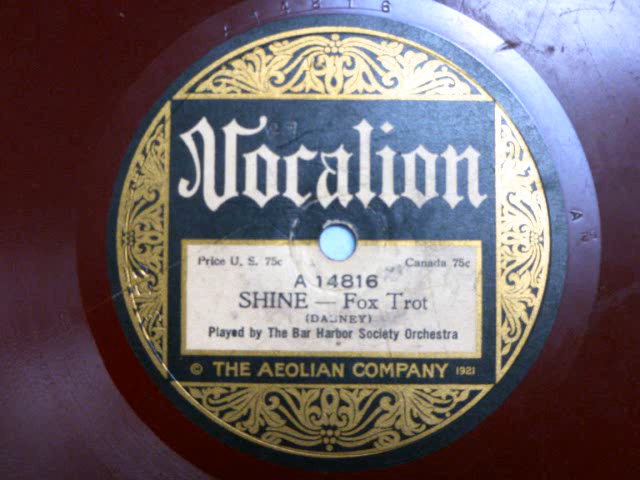 14816
Vocalion
Price U. S. 75c Canada 75c
A 14816
SHINE — Fox Trot
(DABNEY)
Played by The Bar Harbor Society Orchestra
© THE AEOLIAN COMPANY 1921